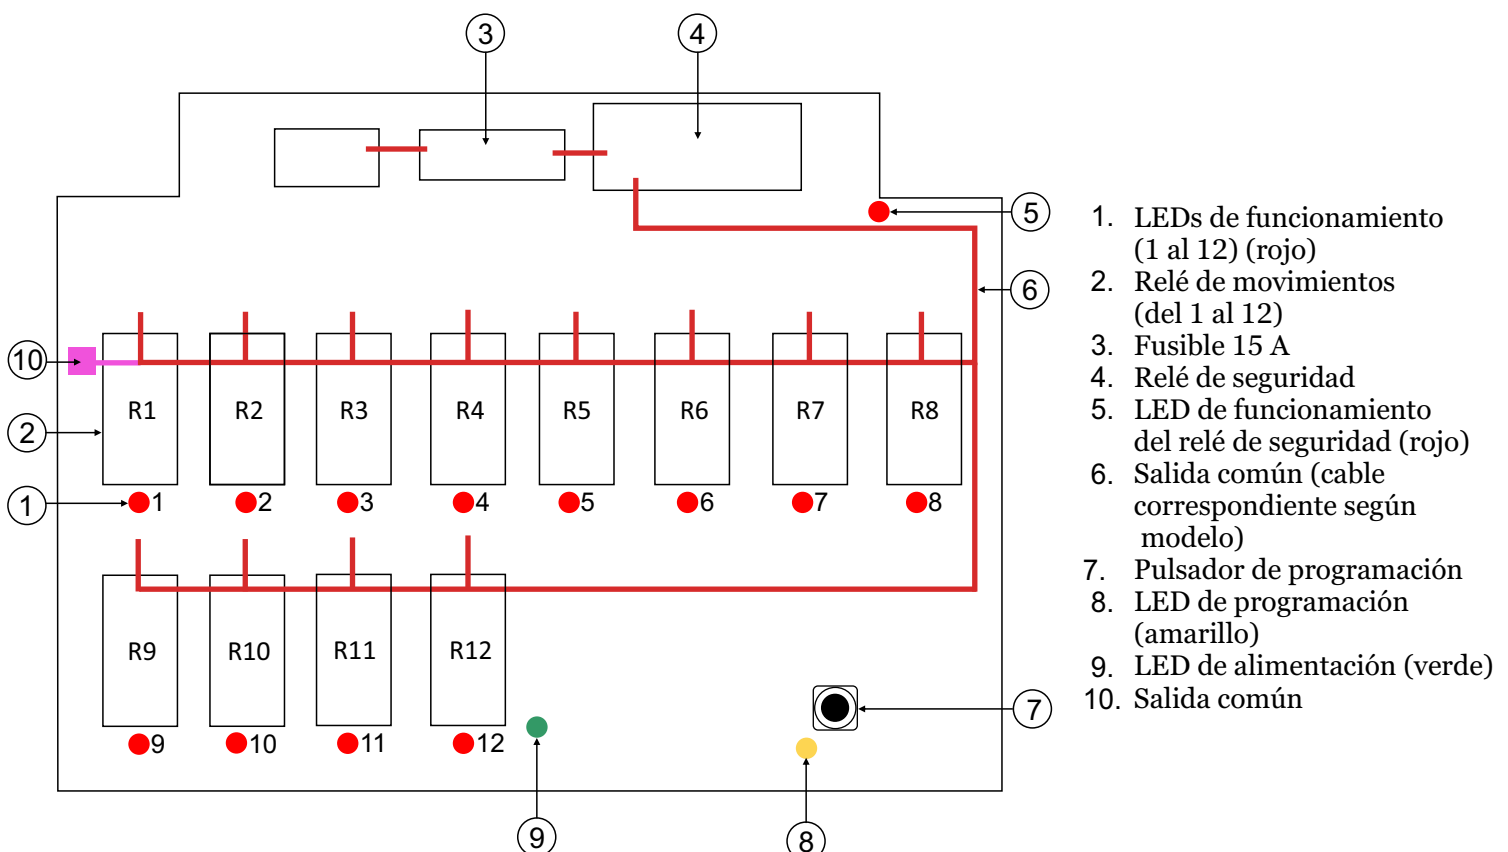 3
4
5
6
10
2
1
R1
R2
R3
R4
R5
R6
R7
R8
1
2
3
4
5
6
7
8
R9
R10
R11
R12
9
10
11
12
7
9
8
1. LEDs de funcionamiento
(1 al 12) (rojo)
2. Relé de movimientos
(del 1 al 12)
3. Fusible 15 A
4. Relé de seguridad
5. LED de funcionamiento
del relé de seguridad (rojo)
6. Salida común (cable
correspondiente según
modelo)
7. Pulsador de programación
8. LED de programación
(amarillo)
9. LED de alimentación (verde)
10. Salida común